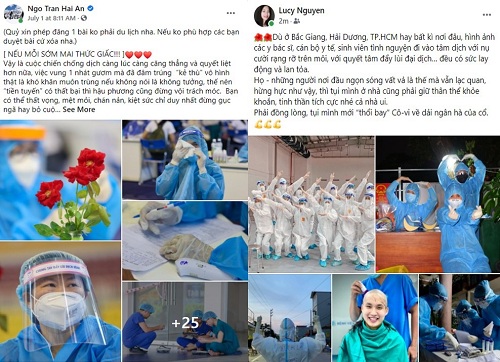 Ngo Tran Hai An
July 1 at 8:11 AM
(Quỷ xin phép đăng 1 bài ko phải du lịch nha. Nếu ko phù hợp các bạn
duyệt bài cứ xóa nha.)
[ NẾU MỖI SỚM MAI THỨC GIẤC!!! ]
Vậy là cuộc chiến chống dịch càng lúc càng căng thẳng và quyết liệt
hơn nữa, việc vung 1 nhát gươm mà đã đâm trúng "kẻ thù" vô hình
thật là khó khăn muôn trùng nếu không nói là không tưởng, thế nên
"tiền tuyến" có thất bại thì hậu phương cũng đừng vội trách móc. Bạn
có thể thất vọng, mệt mỏi, chán nản, kiệt sức chỉ duy nhất đừng gục
ngã hay bỏ cuộ... See More
+25
Lucy Nguyen
2m
Dù ở Bắc Giang, Hải Dương, TP.HCM hay bất kì nơi đâu, hình ảnh
các y bác sĩ, cán bộ y tế, sinh viên tình nguyện đi vào tâm dịch với nụ
cười rạng rỡ trên môi, với quyết tâm đẩy lùi đại dịch... đều có sức lay
động và lan tỏa.
Họ - những người nơi đầu ngọn sóng vất vả là thế mà vẫn lạc quan,
hừng hực như vậy, thì tụi mình ở nhà cũng phải giữ thân thể khỏe
khoắn, tinh thần tích cực nhé cả nhà ui.
Phải đồng lòng, tụi mình mới "thổi bay" Cô-vi về dải ngân hà của cổ.